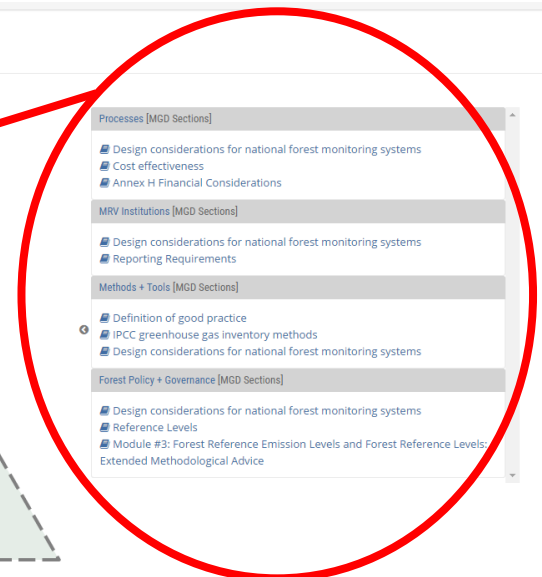 Processes [MGD Sections]
Design considerations for national forest monitoring systems
Cost effectiveness
Annex H Financial Considerations
MRV Institutions [MGD Sections]
Design considerations for national forest monitoring systems
Reporting Requirements
Methods + Tools [MGD Sections]
Definition of good practice
IPCC greenhouse gas inventory methods
Design considerations for national forest monitoring systems
Forest Policy + Governance [MGD Sections]
Design considerations for national forest monitoring systems
Reference Levels
Module #3: Forest Reference Emission Levels and Forest Reference Levels:
Extended Methodological Advice